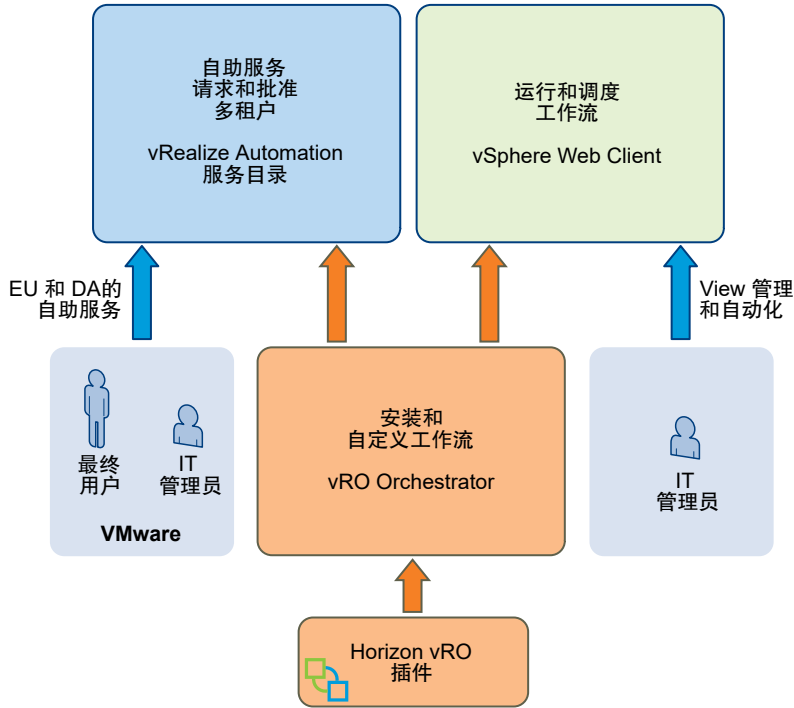 自助服务
请求和批准
多租户
vRealize Automation
服务目录
运行和调度
工作流
vSphere Web Client
EU 和 DA的
自助服务
View 管理
和自动化
最终
用户
IT
管理员
VMware
安装和
自定义工作流
vRO Orchestrator
IT
管理员
Horizon vRO
插件